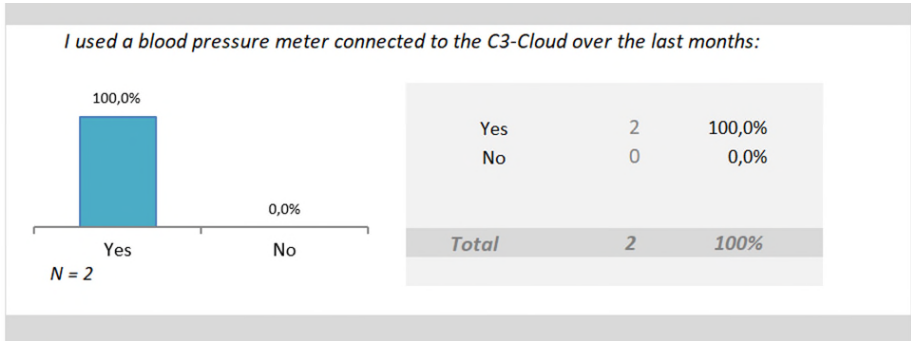 I used a blood pressure meter connected to the C3-Cloud over the last months:
100,0%
0,0%
Yes No
N = 2
Yes 2 100,0%
No 0 0,0%
Total 2 100%